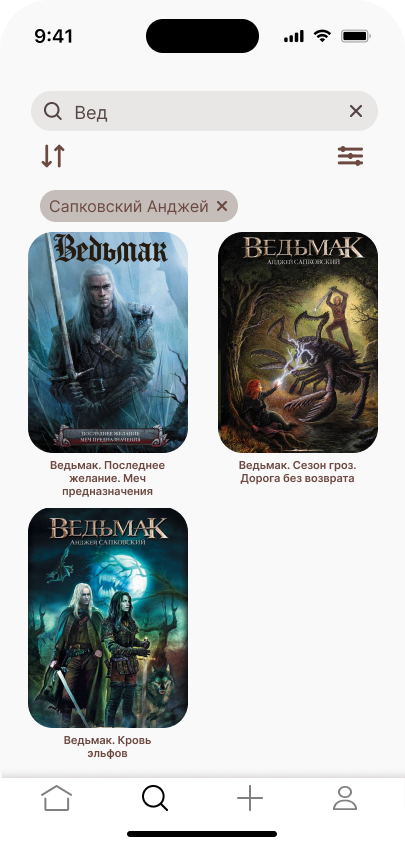 9:41
Вед
Сапковский Анджей
Ведьмак
ПОСЛЕДНЕЕ ЖЕЛАНИЕ
МЕЧ ПРЕДНАЗНАЧЕНИЯ
ВЕДЬМАК
АНДЖЕЙ САПКОВСКИЙ
Ведьмак. Последнее
желание. Меч
предназначения
Ведьмак. Сезон гроз.
Дорога без возврата
ВЕДЬМАК
АНДЖЕЙ САПКОВСКИЙ
Ведьмак. Кровь
эльфов